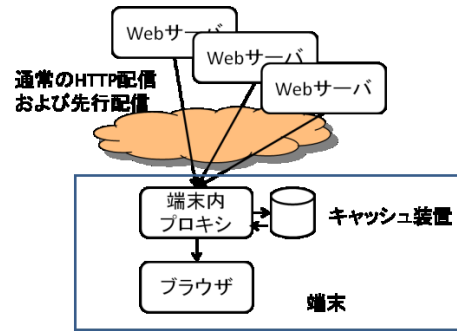 Webサーバ
Webサーバ
Webサーバ
通常のHTTP配信
および先行配信
端末内
プロキシ
キャッシュ装置
ブラウザ
端末